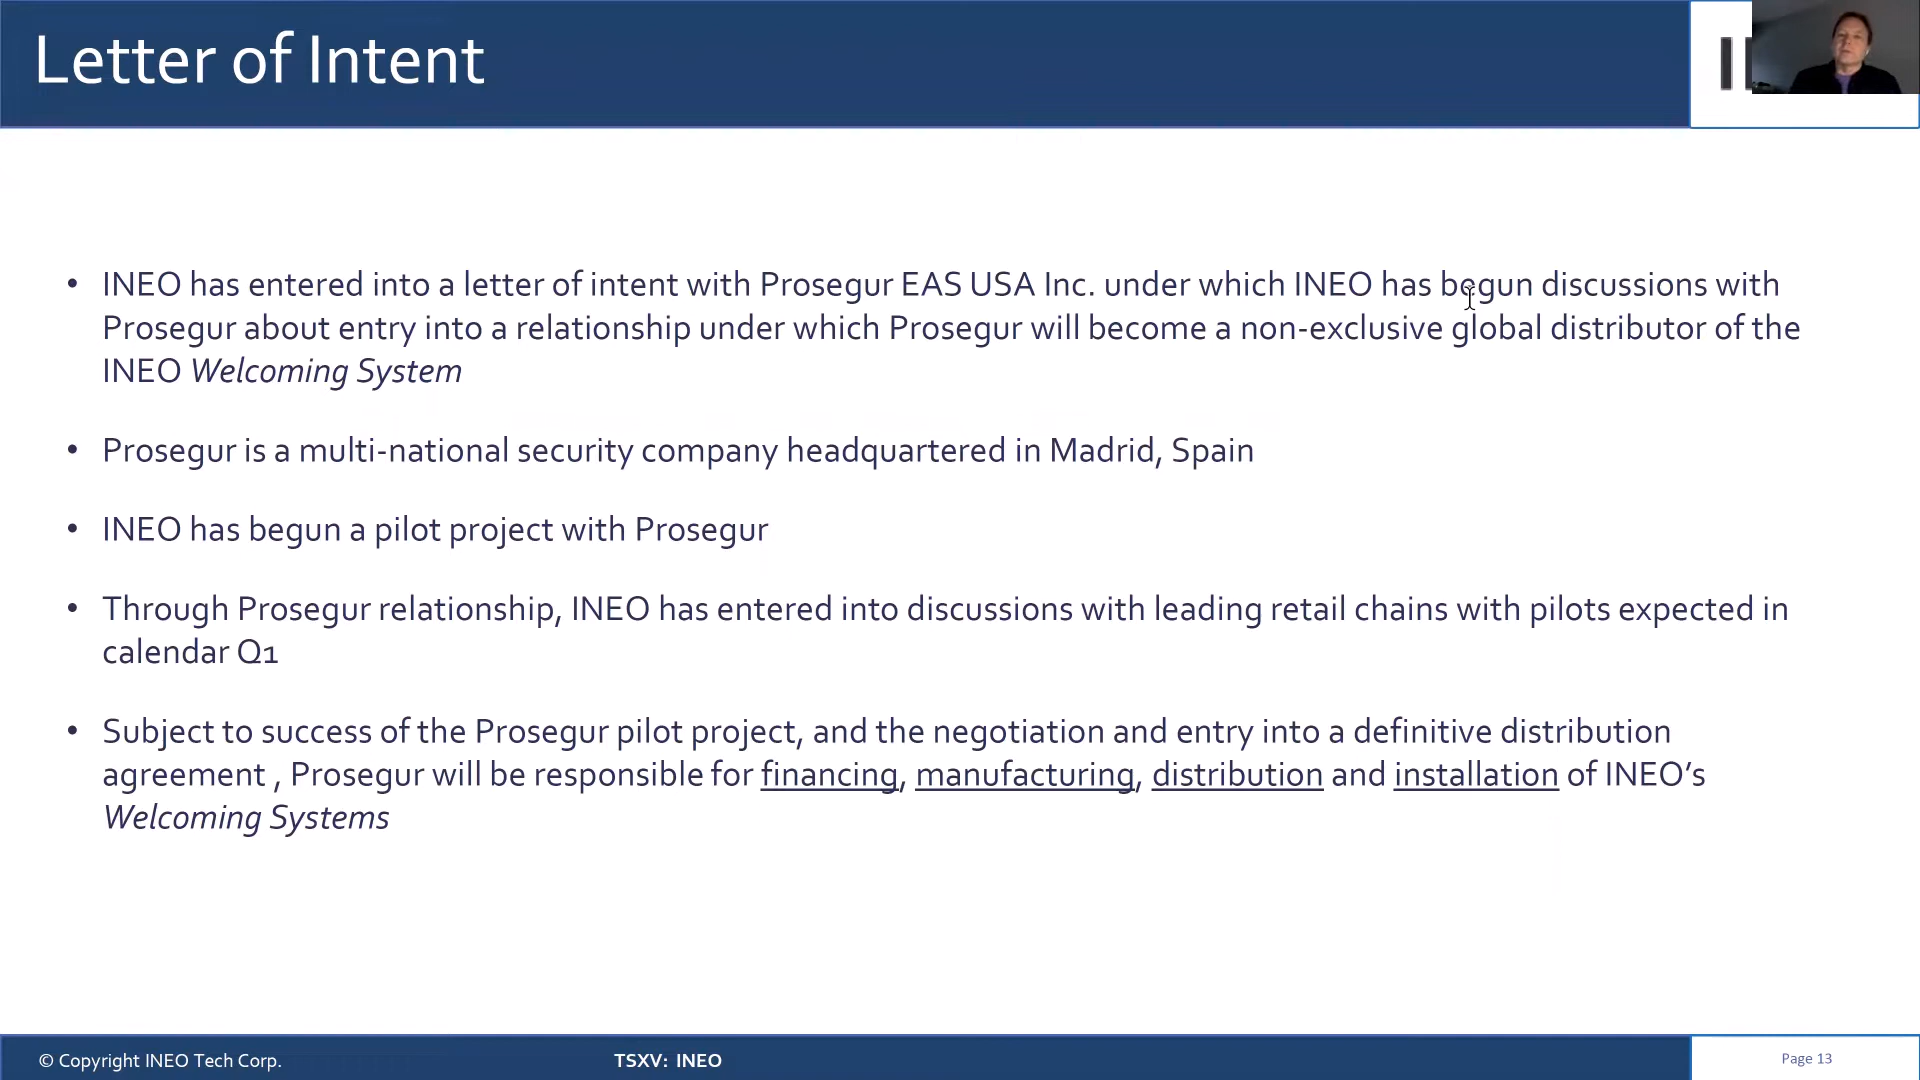 Letter of Intent
• INEO has entered into a letter of intent with Prosegur EAS USA Inc. under which INEO has begun discussions with
Prosegur about entry into a relationship under which Prosegur will become a non-exclusive global distributor of the
INEO Welcoming System
• Prosegur is a multi-national security company headquartered in Madrid, Spain
• INEO has begun a pilot project with Prosegur
• Through Prosegur relationship, INEO has entered into discussions with leading retail chains with pilots expected in
calendar Q1
• Subject to success of the Prosegur pilot project, and the negotiation and entry into a definitive distribution
agreement , Prosegur will be responsible for financing, manufacturing, distribution and installation of INEO’s
Welcoming Systems
© Copyright INEO Tech Corp.
TSXV: INEO
Page 13